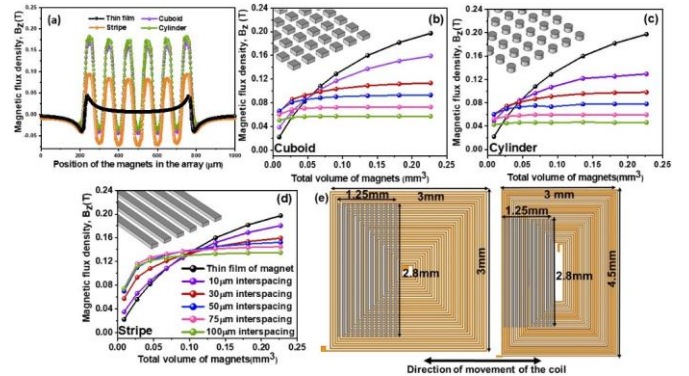 (a)
Thin film
Cuboid
Stripe
Cylinder
Magnetic flux density, Bz(T)
0.25
0.20
0.15
0.10
0.05
0.00
-0.05
0
200
400
600
800
1000
Position of the magnets in the array (μm)
(b)
Magnetic flux density, Bz (T)
0.24
0.20
0.16
0.12
0.08
0.04
0.00
Cuboid
0.00 0.05 0.10 0.15 0.20 0.25
Total volume of magnets(mm³)
(c)
Magnetic flux density, Bz (T)
0.24
0.20
0.16
0.12
0.08
0.04
0.00
Cylinder
0.00 0.05 0.10 0.15 0.20 0.25
Total volume of magnets(mm³)
(d)
Magnetic flux density, Bz(T)
0.24
0.20
0.16
0.12
0.08
0.04
0.00
Thin film of magnet
10μm interspacing
30μm interspacing
50μm interspacing
75μm interspacing
100μm interspacing
Stripe
0.00 0.05 0.10 0.15 0.20 0.25
Total volume of magnets(mm³)
(e)
1.25mm
3mm
2.8mm
3mm
3 mm
1.25mm
2.8mm
4.5mm
Direction of movement of the coil